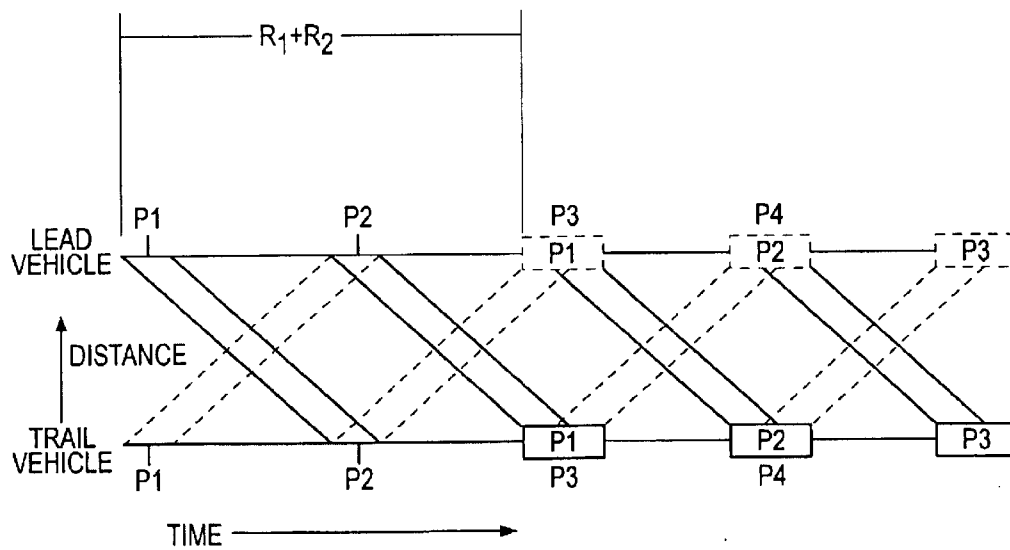 R1+R2
P1 P2 P3 P4
LEAD VEHICLE
P1 P2 P3
DISTANCE
TRAIL VEHICLE
P1 P2 P3
P1 P2 P3 P4
TIME